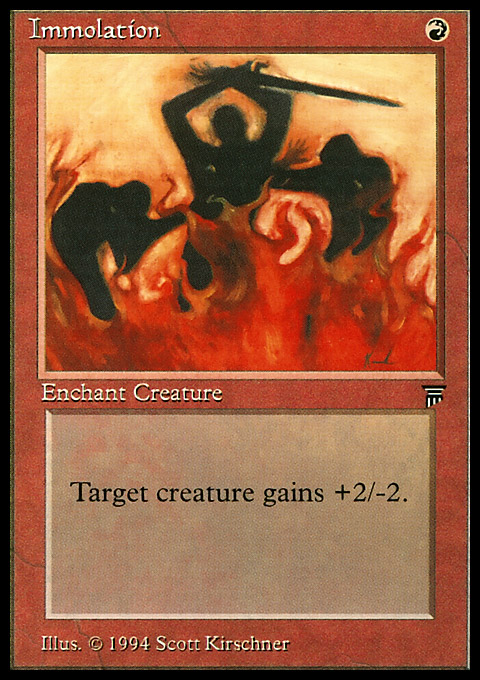 Immolation
Enchant Creature
Target creature gains +2/-2.
Illus. © 1994 Scott Kirschner